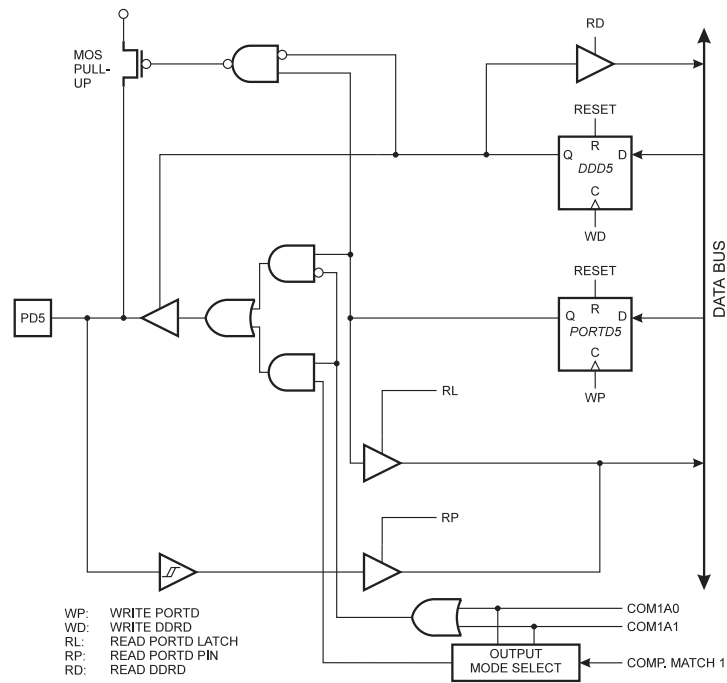 RD
MOS
PULL-
UP
RESET
R
Q
D
DDD5
C
WD
DATA BUS
RESET
R
Q
D
PORTD5
C
WP
PD5
RL
RP
WP: WRITE PORTD
WD: WRITE DDRD
RL: READ PORTD LATCH
RP: READ PORTD PIN
RD: READ DDRD
COM1A0
COM1A1
OUTPUT
MODE SELECT
COMP. MATCH 1